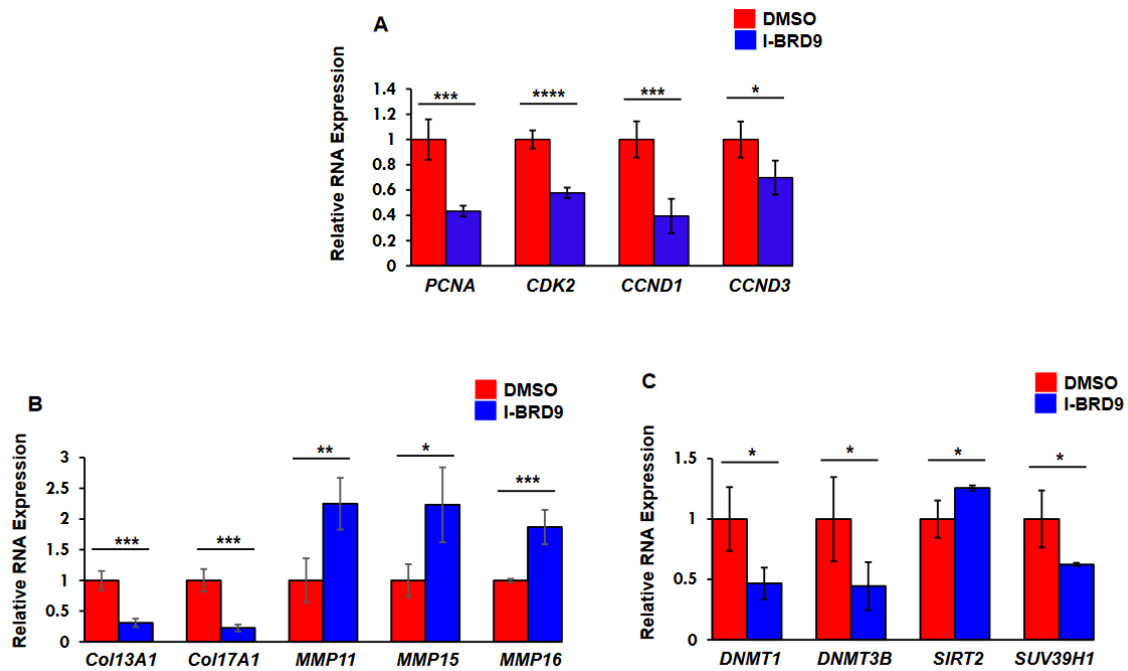 A
DMSO
I-BRD9
Relative RNA Expression
1.4
1.2
1
0.8
0.6
0.4
0.2
0
***
****
***
*
PCNA
CDK2
CCND1
CCND3
B
DMSO
I-BRD9
Relative RNA Expression
3
2.5
2
1.5
1
0.5
0
***
***
**
*
***
Col13A1
Col17A1
MMP11
MMP15
MMP16
C
DMSO
I-BRD9
Relative RNA Expression
1.5
1
0.5
0
*
*
*
*
DNMT1
DNMT3B
SIRT2
SUV39H1